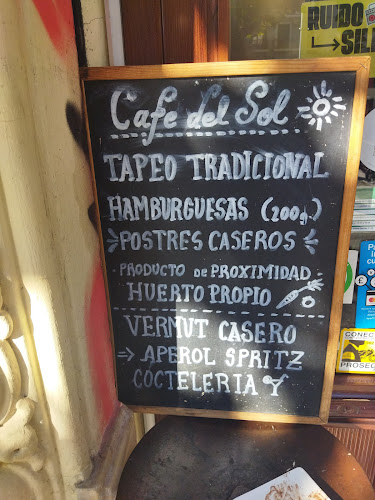 Cafe del Sol
TAPEO TRADICIONAL
HAMBURGUESAS (200g)
POSTRES CASEROS
PRODUCTO DE PROXIMIDAD
HUERTO PROPIO
VERMUT CASERO
→ APEROL SPRITZ
COCTELERIA
RUIDO
→ SIL